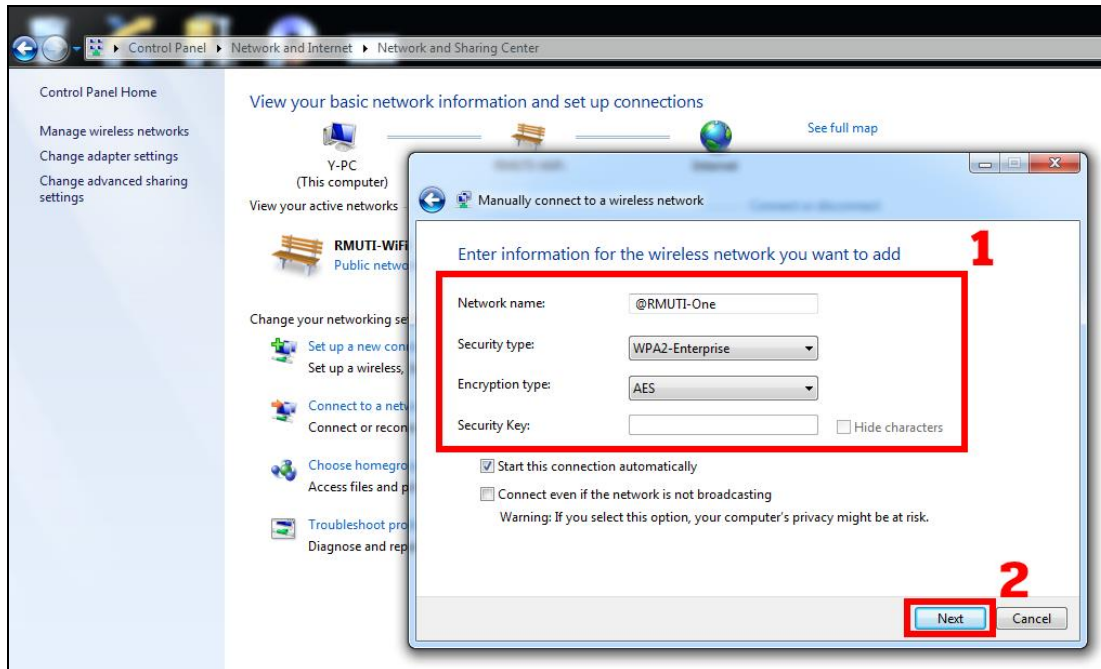 Control Panel ▸ Network and Internet ▸ Network and Sharing Center
Control Panel Home
Manage wireless networks
Change adapter settings
Change advanced sharing
settings
View your basic network information and set up connections
See full map
Y-PC
(This computer)
View your active networks
RMUTI-WiFi
Public netwo
Change your networking se
Set up a new con
Set up a wireless,
Connect to a netw
Connect or recon
Choose homegro
Access files and p
Troubleshoot pro
Diagnose and rep
Manually connect to a wireless network
Enter information for the wireless network you want to add
1
Network name: @RMUTI-One
Security type: WPA2-Enterprise
Encryption type: AES
Security Key: Hide characters
Start this connection automatically
Connect even if the network is not broadcasting
Warning: If you select this option, your computer's privacy might be at risk.
2
Next Cancel